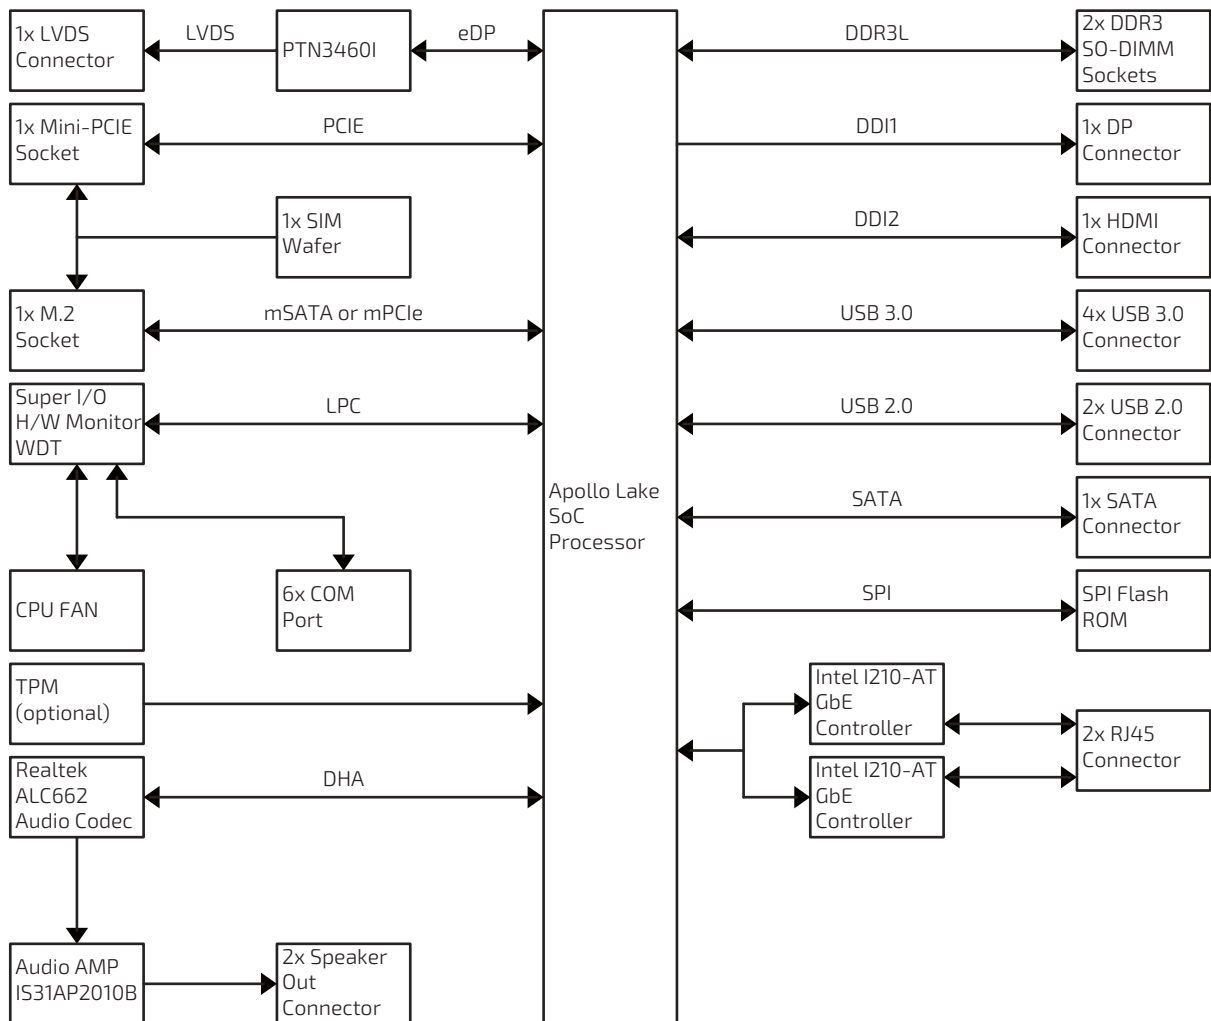 1x LVDS
Connector
LVDS
PTN3460I
eDP
DDR3L
2x DDR3
SO-DIMM
Sockets
1x Mini-PCIE
Socket
PCIE
DDI1
1x DP
Connector
1x SIM
Wafer
DDI2
1x HDMI
Connector
1x M.2
Socket
mSATA or mPCIe
USB 3.0
4x USB 3.0
Connector
Super I/O
H/W Monitor
WDT
LPC
USB 2.0
2x USB 2.0
Connector
Apollo Lake
SoC
Processor
SATA
1x SATA
Connector
CPU FAN
6x COM
Port
SPI
SPI Flash
ROM
TPM
(optional)
Intel I210-AT
GbE
Controller
2x RJ45
Connector
Realtek
ALC662
Audio Codec
DHA
Intel I210-AT
GbE
Controller
Audio AMP
IS31AP2010B
2x Speaker
Out
Connector